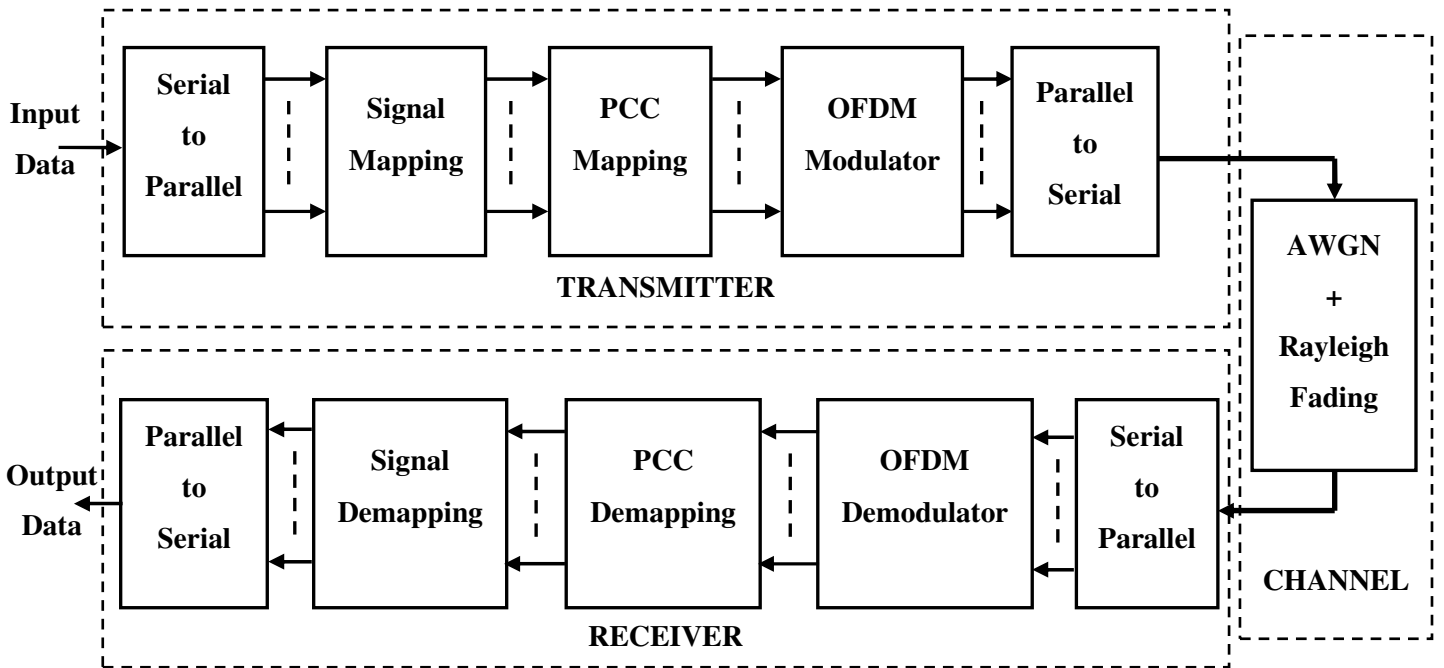 Input
Data
Serial
to
Parallel
Signal
Mapping
PCC
Mapping
OFDM
Modulator
Parallel
to
Serial
TRANSMITTER
AWGN
+
Rayleigh
Fading
CHANNEL
Output
Data
Parallel
to
Serial
Signal
Demapping
PCC
Demapping
OFDM
Demodulator
Serial
to
Parallel
RECEIVER